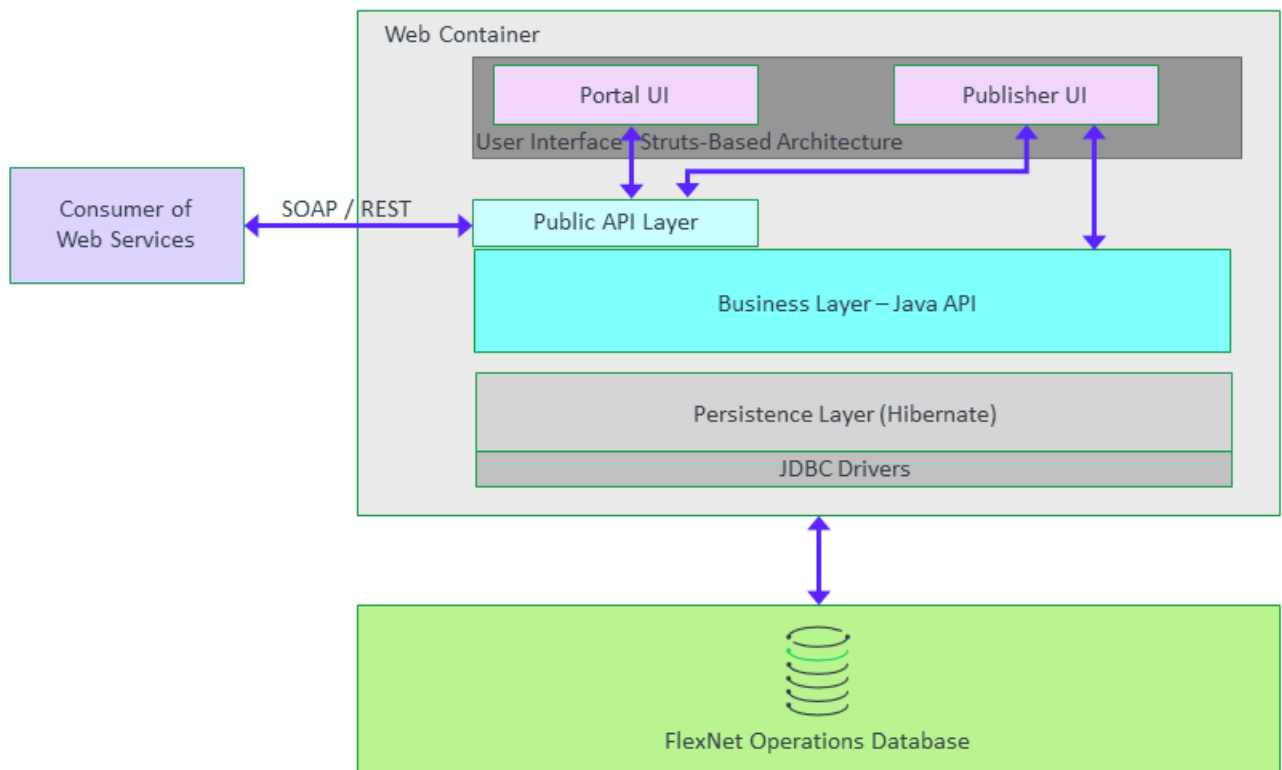 Web Container
Portal UI
Publisher UI
User Interface - Struts-Based Architecture
Consumer of
Web Services
SOAP / REST
Public API Layer
Business Layer – Java API
Persistence Layer (Hibernate)
JDBC Drivers
FlexNet Operations Database